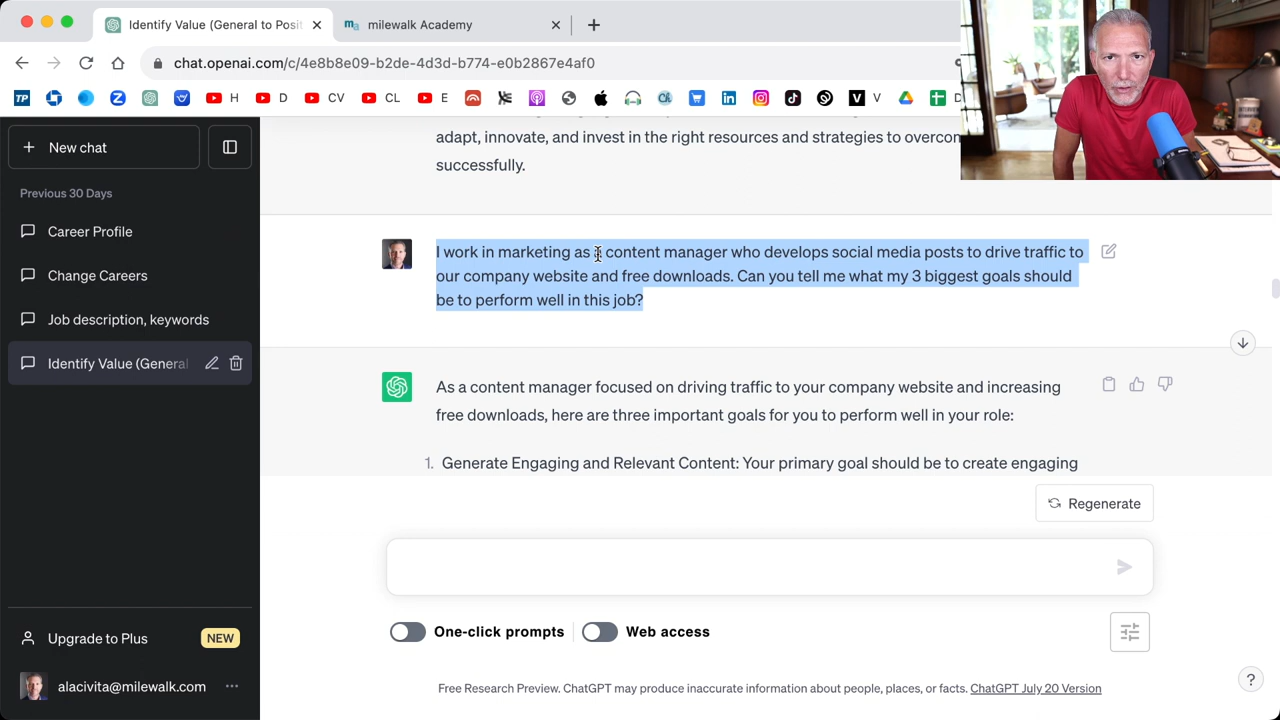 Identify Value (General to Posit
milewalk Academy
chat.openai.com/c/4e8b8e09-b2de-4d3d-b774-e0b2867e4af0
TP
H
D
CV
CL
E
V
New chat
Previous 30 Days
Career Profile
Change Careers
Job description, keywords
Identify Value (General
adapt, innovate, and invest in the right resources and strategies to overcom
successfully.
I work in marketing as a content manager who develops social media posts to drive traffic to
our company website and free downloads. Can you tell me what my 3 biggest goals should
be to perform well in this job?
As a content manager focused on driving traffic to your company website and increasing
free downloads, here are three important goals for you to perform well in your role:
1. Generate Engaging and Relevant Content: Your primary goal should be to create engaging
Regenerate
One-click prompts
Web access
Upgrade to Plus
NEW
alacivita@milewalk.com
Free Research Preview. ChatGPT may produce inaccurate information about people, places, or facts. ChatGPT July 20 Version
?